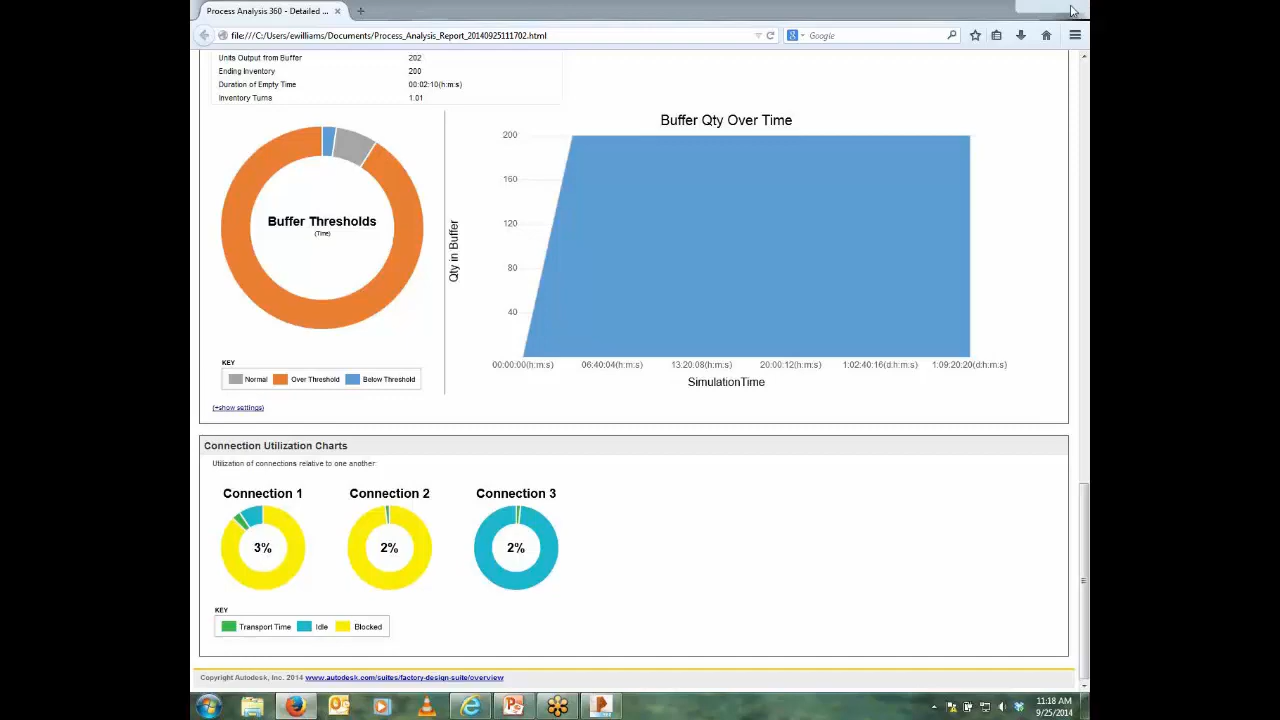 Process Analysis 360 - Detailed ...
file:///C:/Users/ewilliams/Documents/Process_Analysis_Report_20140925111702.html
Google
Units Output from Buffer 202
Ending Inventory 200
Duration of Empty Time 00:02:10(h:m:s)
Inventory Turns 1.01
Buffer Thresholds
(Time)
KEY
Normal Over Threshold Below Threshold
(+show settings)
Buffer Qty Over Time
Qty in Buffer
200
160
120
80
40
00:00:00(h:m:s) 06:40:04(h:m:s) 13:20:08(h:m:s) 20:00:12(h:m:s) 1:02:40:16(d:h:m:s) 1:09:20:20(d:h:m:s)
SimulationTime
Connection Utilization Charts
Utilization of connections relative to one another:
Connection 1 Connection 2 Connection 3
3% 2% 2%
KEY
Transport Time Idle Blocked
Copyright Autodesk, Inc. 2014 www.autodesk.com/suites/factory-design-suite/overview
11:18 AM
9/25/2014